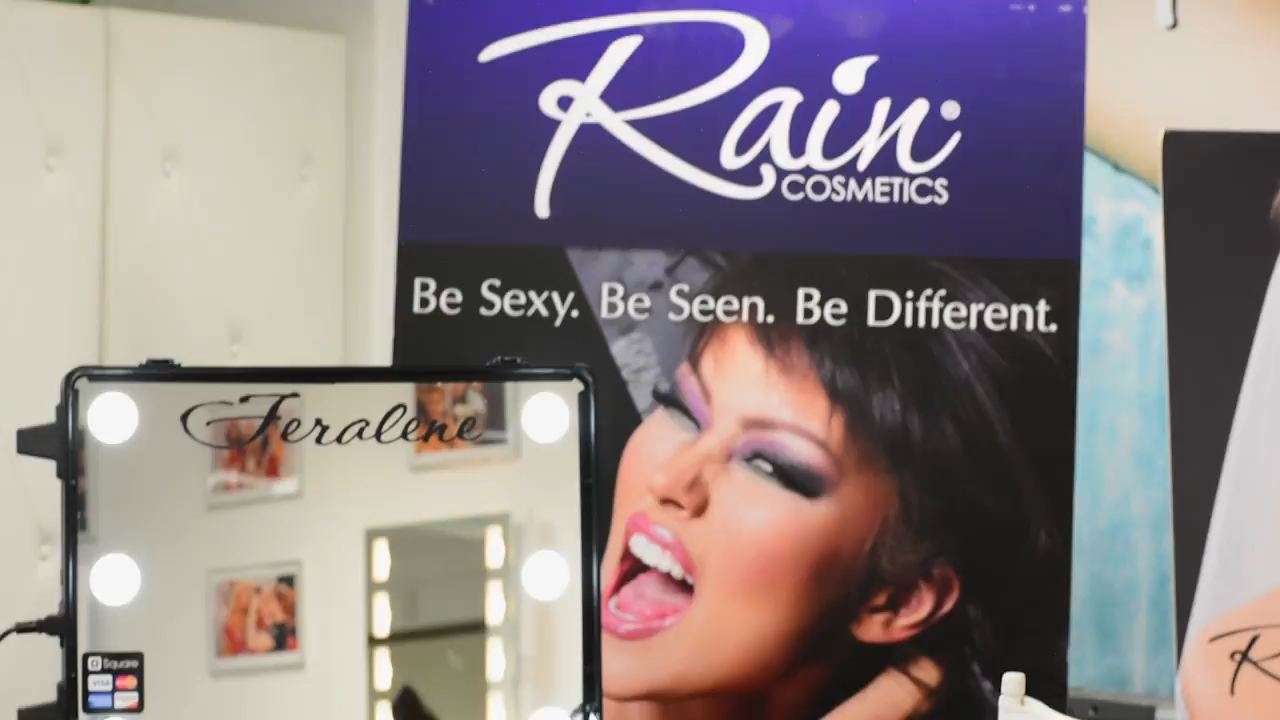 Rain
COSMETICS
Be Sexy. Be Seen. Be Different.
Feralene
Square
VISA